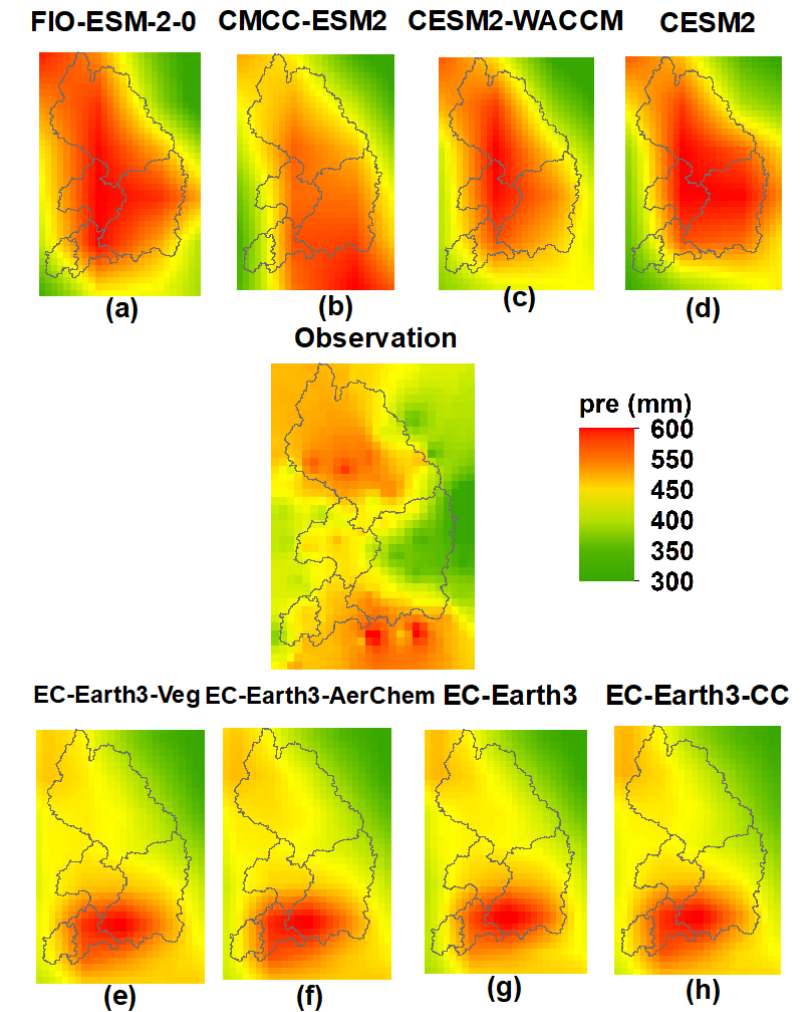 FIO-ESM-2-0 CMCC-ESM2 CESM2-WACCM CESM2
(a) (b) (c) (d)
Observation
pre (mm)
600
550
450
400
350
300
EC-Earth3-Veg EC-Earth3-AerChem EC-Earth3 EC-Earth3-CC
(e) (f) (g) (h)